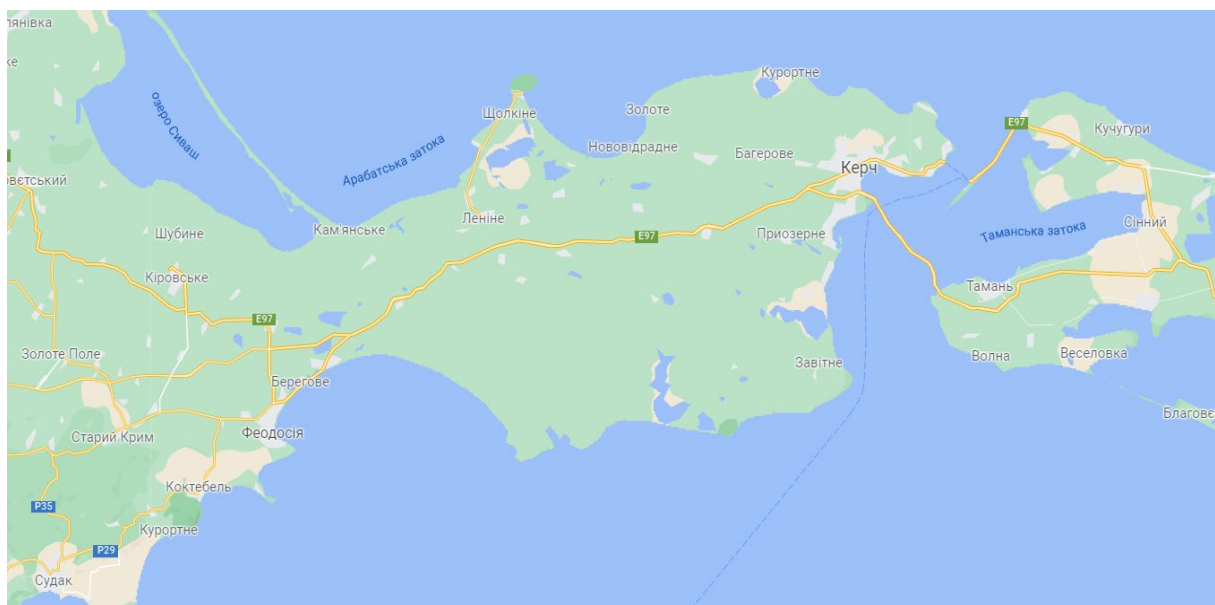 лянівка
ке
озеро Сиваш
Арабатська затока
Щолкіне
Золоте
Курортне
E97
Кучугури
Нововідрадне
Багерове
Керч
овєтський
Леніне
Кам'янське
Шубине
E97
Приозерне
Таманська затока
Сінний
Кіровське
Тамань
E97
Золоте Поле
Завітне
Волна
Веселовка
Берегове
Благовє
Старий Крим
Феодосія
Коктебель
P35
Курортне
P29
Судак